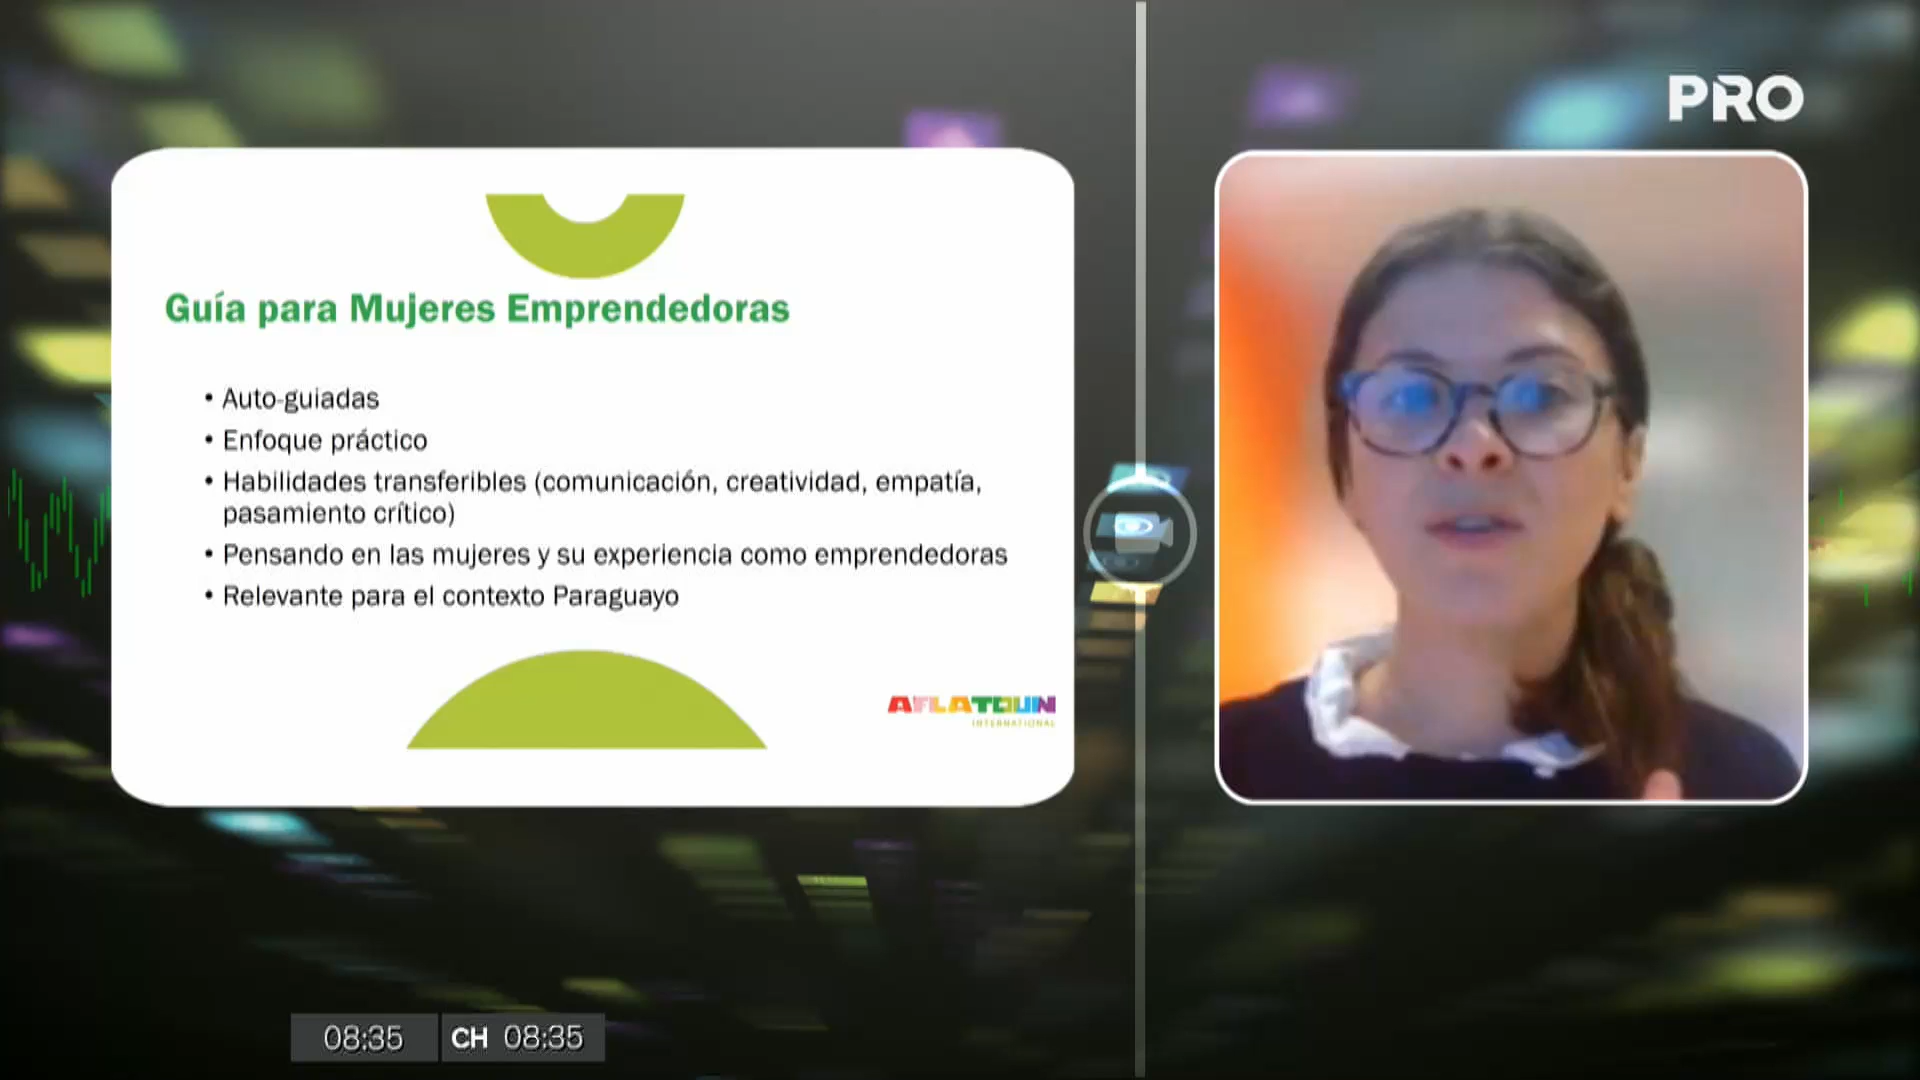 PRO
Guía para Mujeres Emprendedoras
• Auto-guiadas
• Enfoque práctico
• Habilidades transferibles (comunicación, creatividad, empatía,
pasamiento crítico)
• Pensando en las mujeres y su experiencia como emprendedoras
• Relevante para el contexto Paraguayo
AFLATOUN
INTERNATIONAL
08:35
CH 08:35